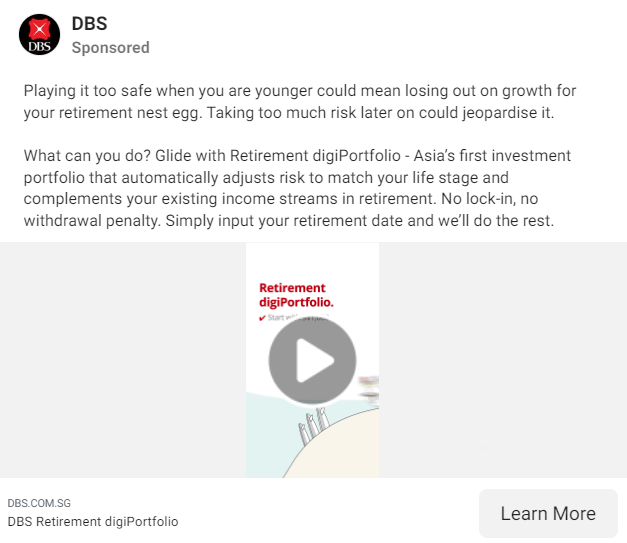 DBS
Sponsored
DBS
Playing it too safe when you are younger could mean losing out on growth for
your retirement nest egg. Taking too much risk later on could jeopardise it.
What can you do? Glide with Retirement digiPortfolio - Asia’s first investment
portfolio that automatically adjusts risk to match your life stage and
complements your existing income streams in retirement. No lock-in, no
withdrawal penalty. Simply input your retirement date and we’ll do the rest.
Retirement
digiPortfolio.
✔ Start
DBS.COM.SG
DBS Retirement digiPortfolio
Learn More